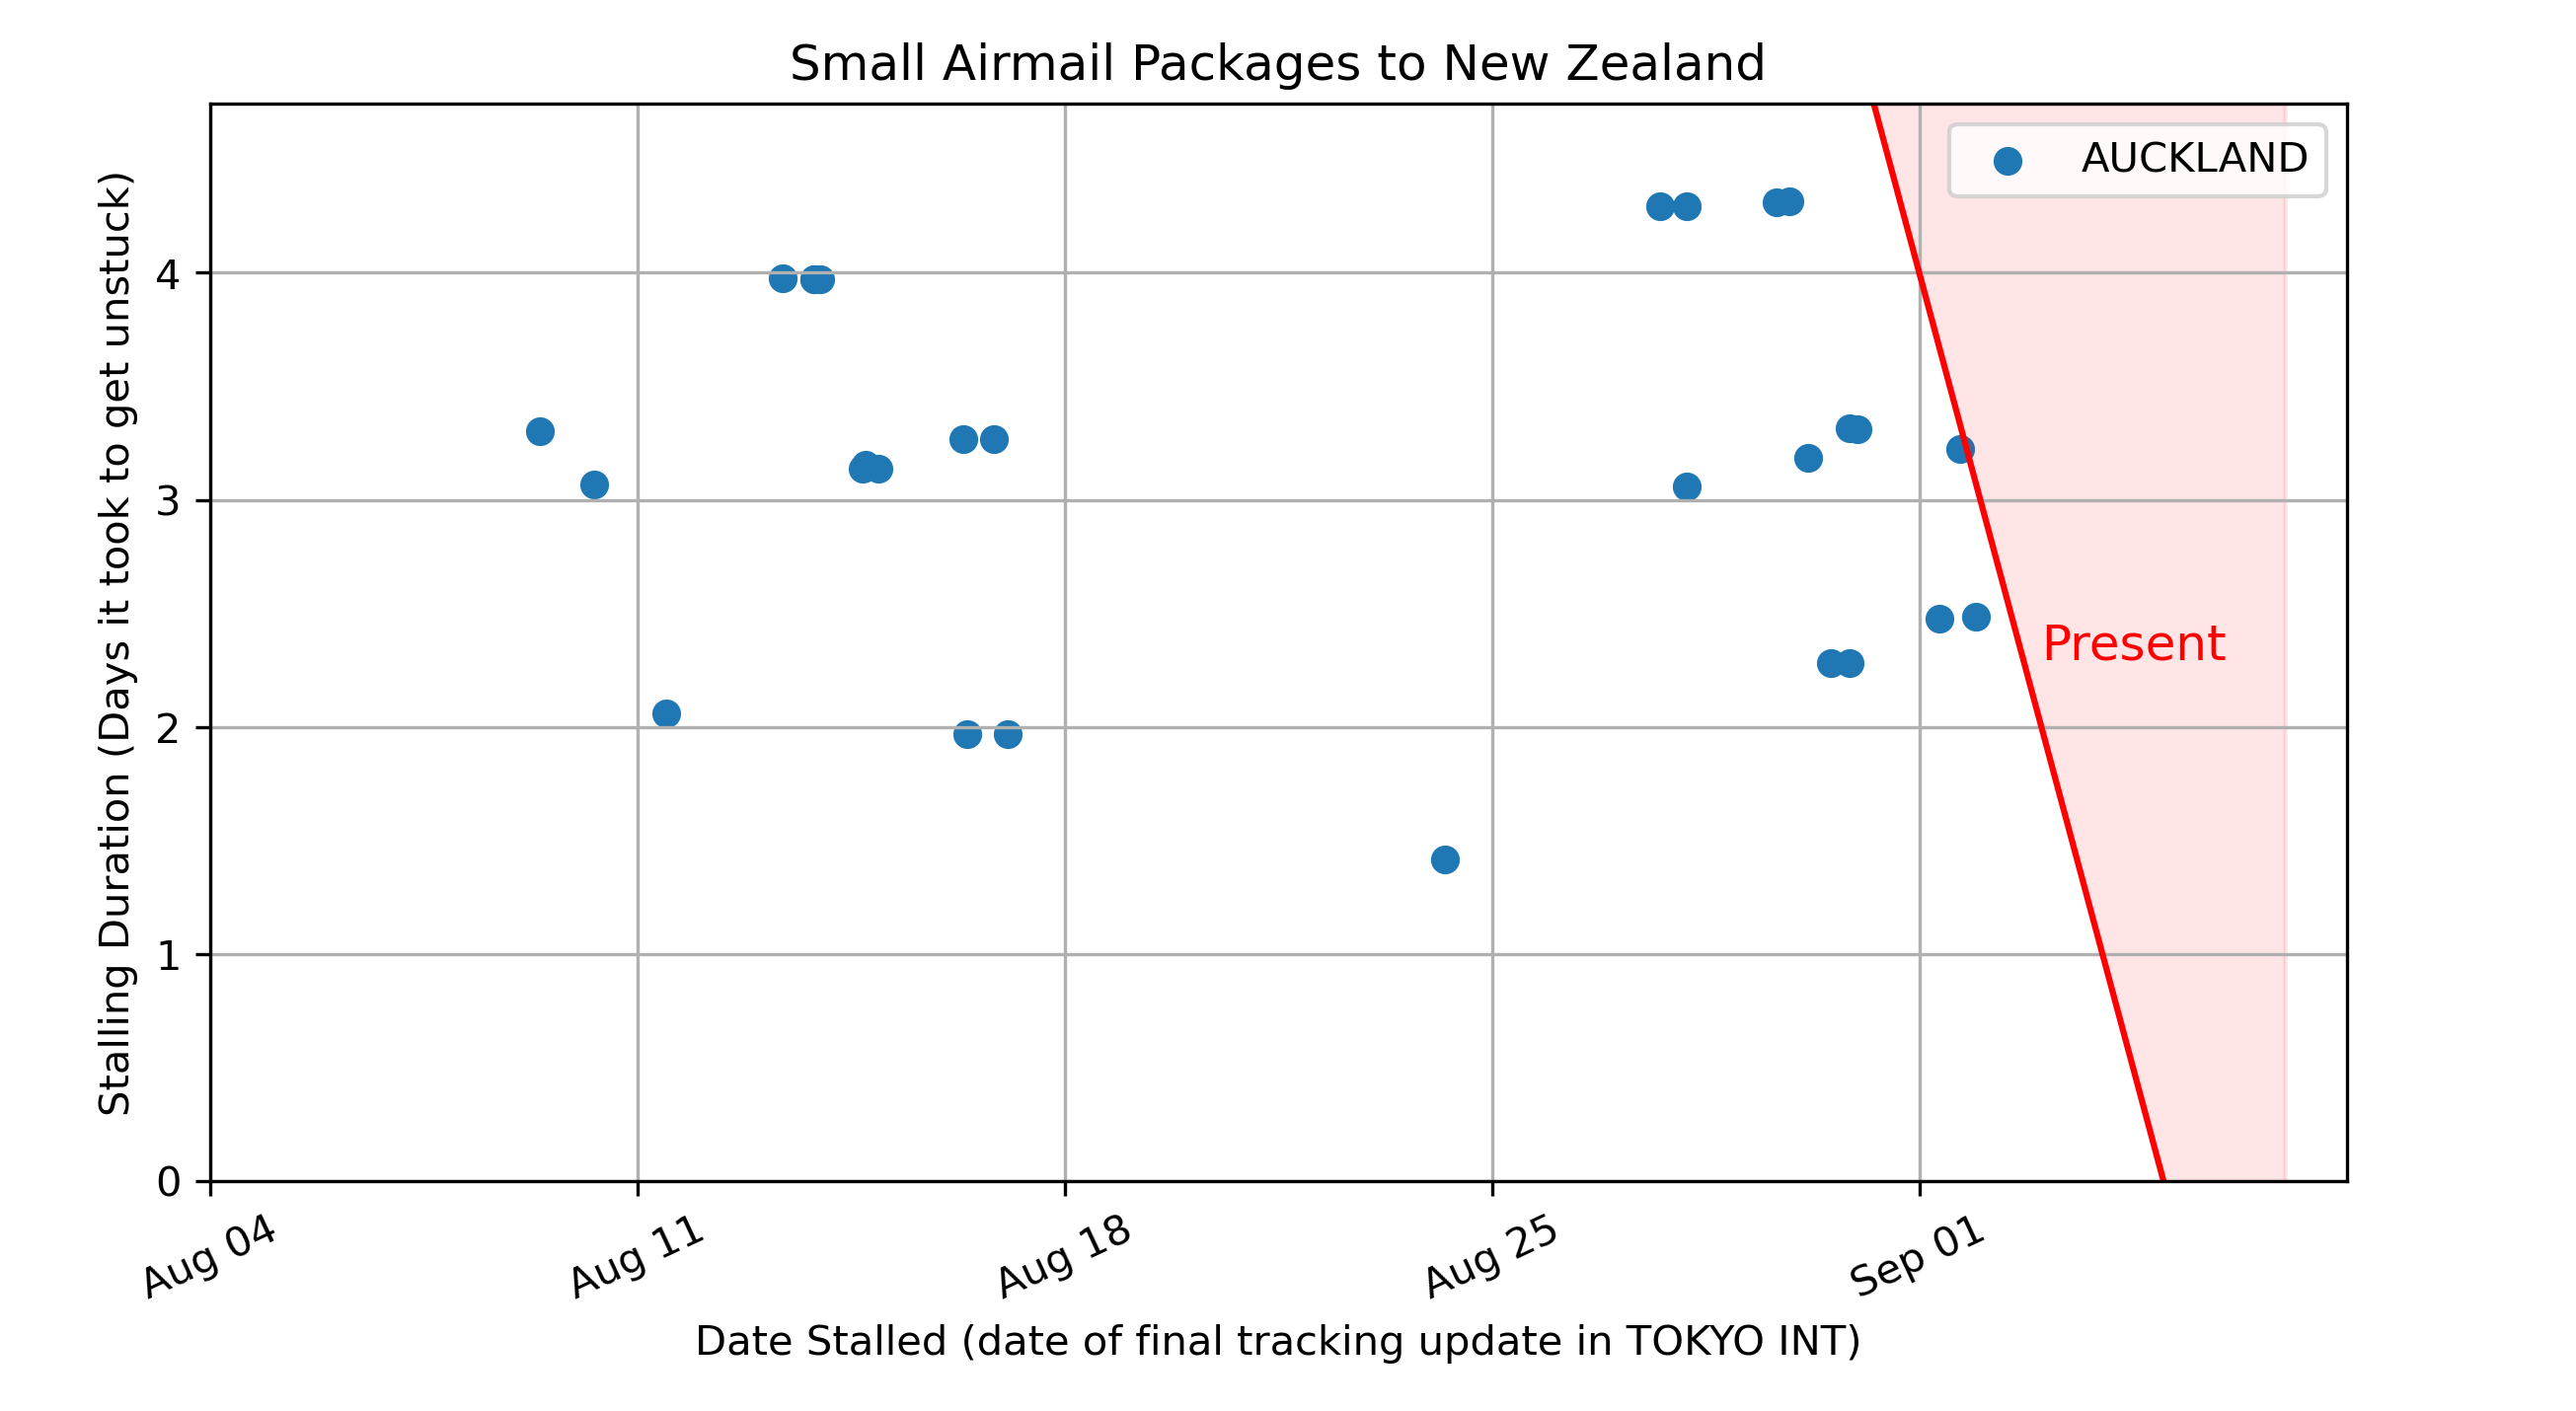 Small Airmail Packages to New Zealand
AUCKLAND
Stalling Duration (Days it took to get unstuck)
4
3
2
1
0
Present
Aug 04
Aug 11
Aug 18
Aug 25
Sep 01
Date Stalled (date of final tracking update in TOKYO INT)